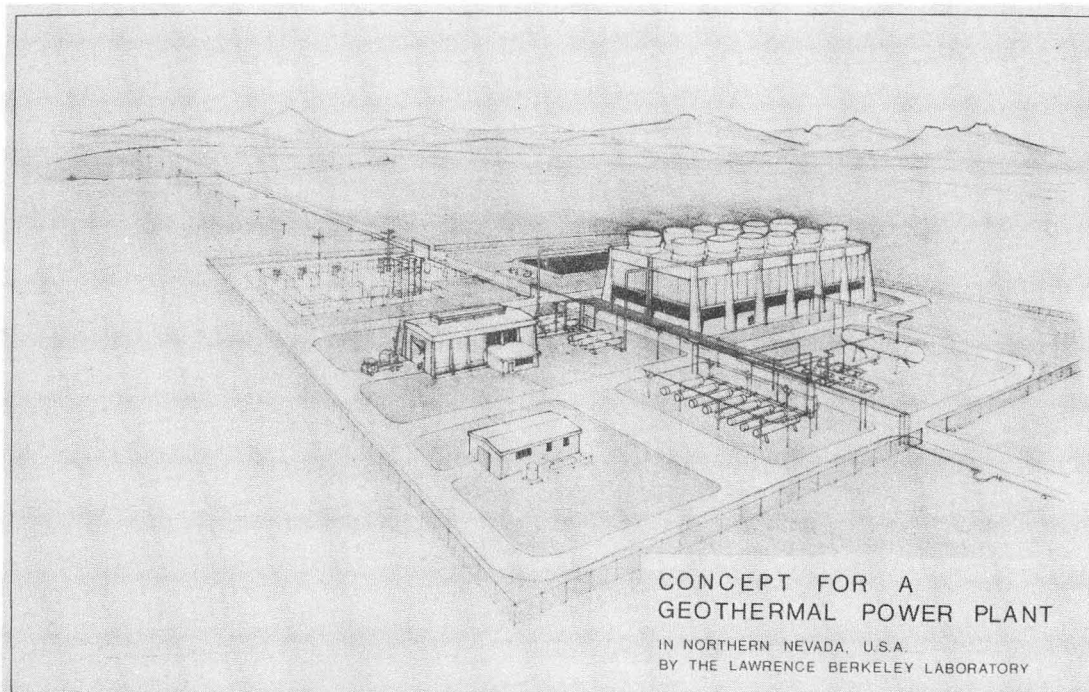 CONCEPT FOR A
GEOTHERMAL POWER PLANT
IN NORTHERN NEVADA, U.S.A.
BY THE LAWRENCE BERKELEY LABORATORY